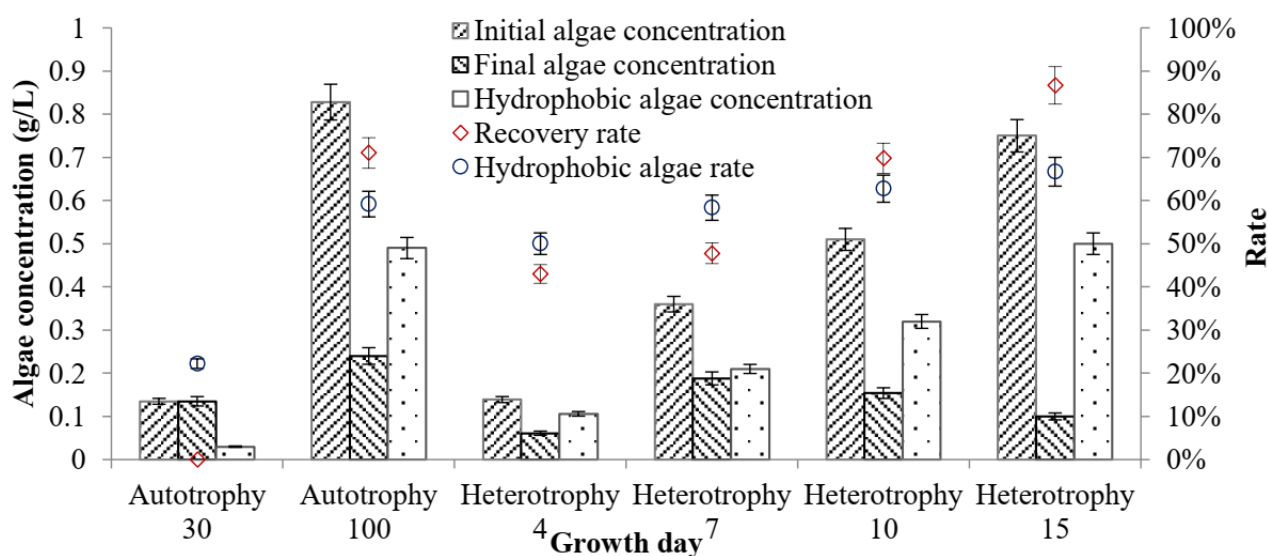 Algae concentration (g/L)
1
0.9
0.8
0.7
0.6
0.5
0.4
0.3
0.2
0.1
0
Initial algae concentration
Final algae concentration
Hydrophobic algae concentration
Recovery rate
Hydrophobic algae rate
100%
90%
80%
70%
60%
50%
40%
30%
20%
10%
0%
Rate
Autotrophy Autotrophy Heterotrophy Heterotrophy Heterotrophy Heterotrophy
30 100 4 7 10 15
Growth day